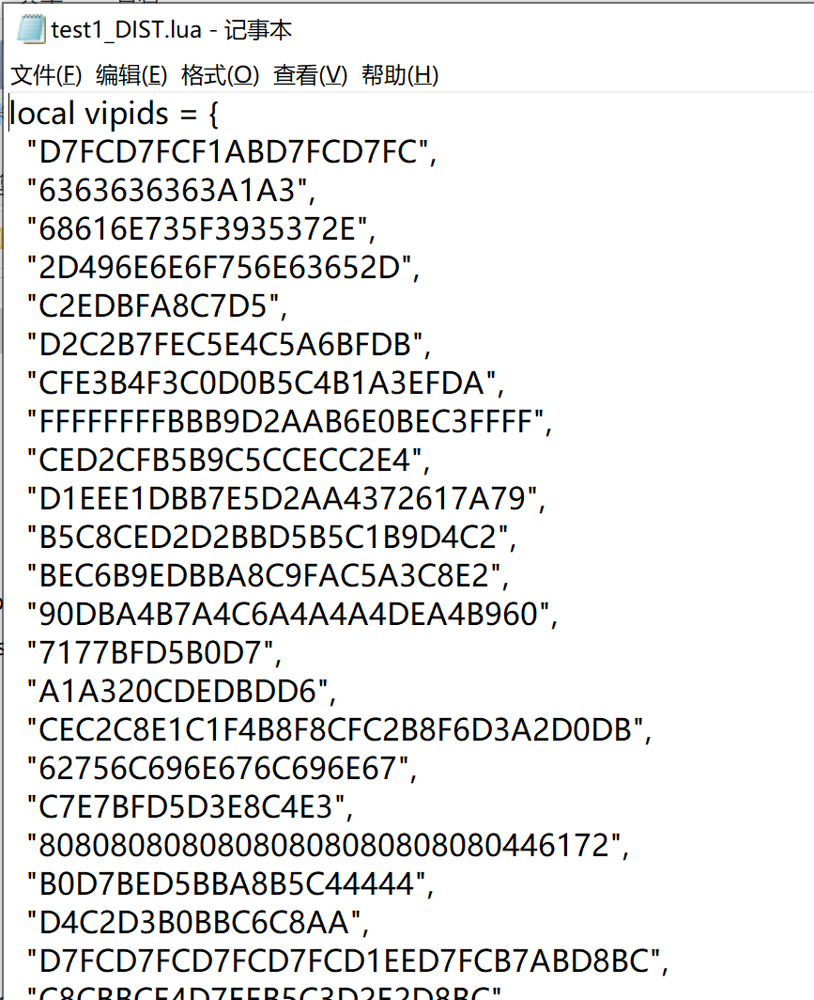 test1_DIST.lua - 记事本
文件(F) 编辑(E) 格式(O) 查看(V) 帮助(H)
local vipids = {
"D7FCD7FCF1ABD7FCD7FC",
"6363636363A1A3",
"68616E735F3935372E",
"2D496E6E6F756E63652D",
"C2EDBFA8C7D5",
"D2C2B7FEC5E4C5A6BFDB",
"CFE3B4F3C0D0B5C4B1A3EFDA",
"FFFFFFFFBBB9D2AAB6E0BEC3FFFF",
"CED2CFB5B9C5CCECC2E4",
"D1EEE1DBB7E5D2AA4372617A79",
"B5C8CED2D2BBD5B5C1B9D4C2",
"BEC6B9EDBBA8C9FAC5A3C8E2",
"90DBA4B7A4C6A4A4A4DEA4B960",
"7177BFD5B0D7",
"A1A320CDEDBDD6",
"CEC2C8E1C1F4B8F8CFC2B8F6D3A2D0DB",
"62756C696E676C696E67",
"C7E7BFD5D3E8C4E3",
"80808080808080808080808080446172",
"B0D7BED5BBA8B5C44444",
"D4C2D3B0BBC6C8AA",
"D7FCD7FCD7FCD7FCD1EED7FCB7ABD8BC",